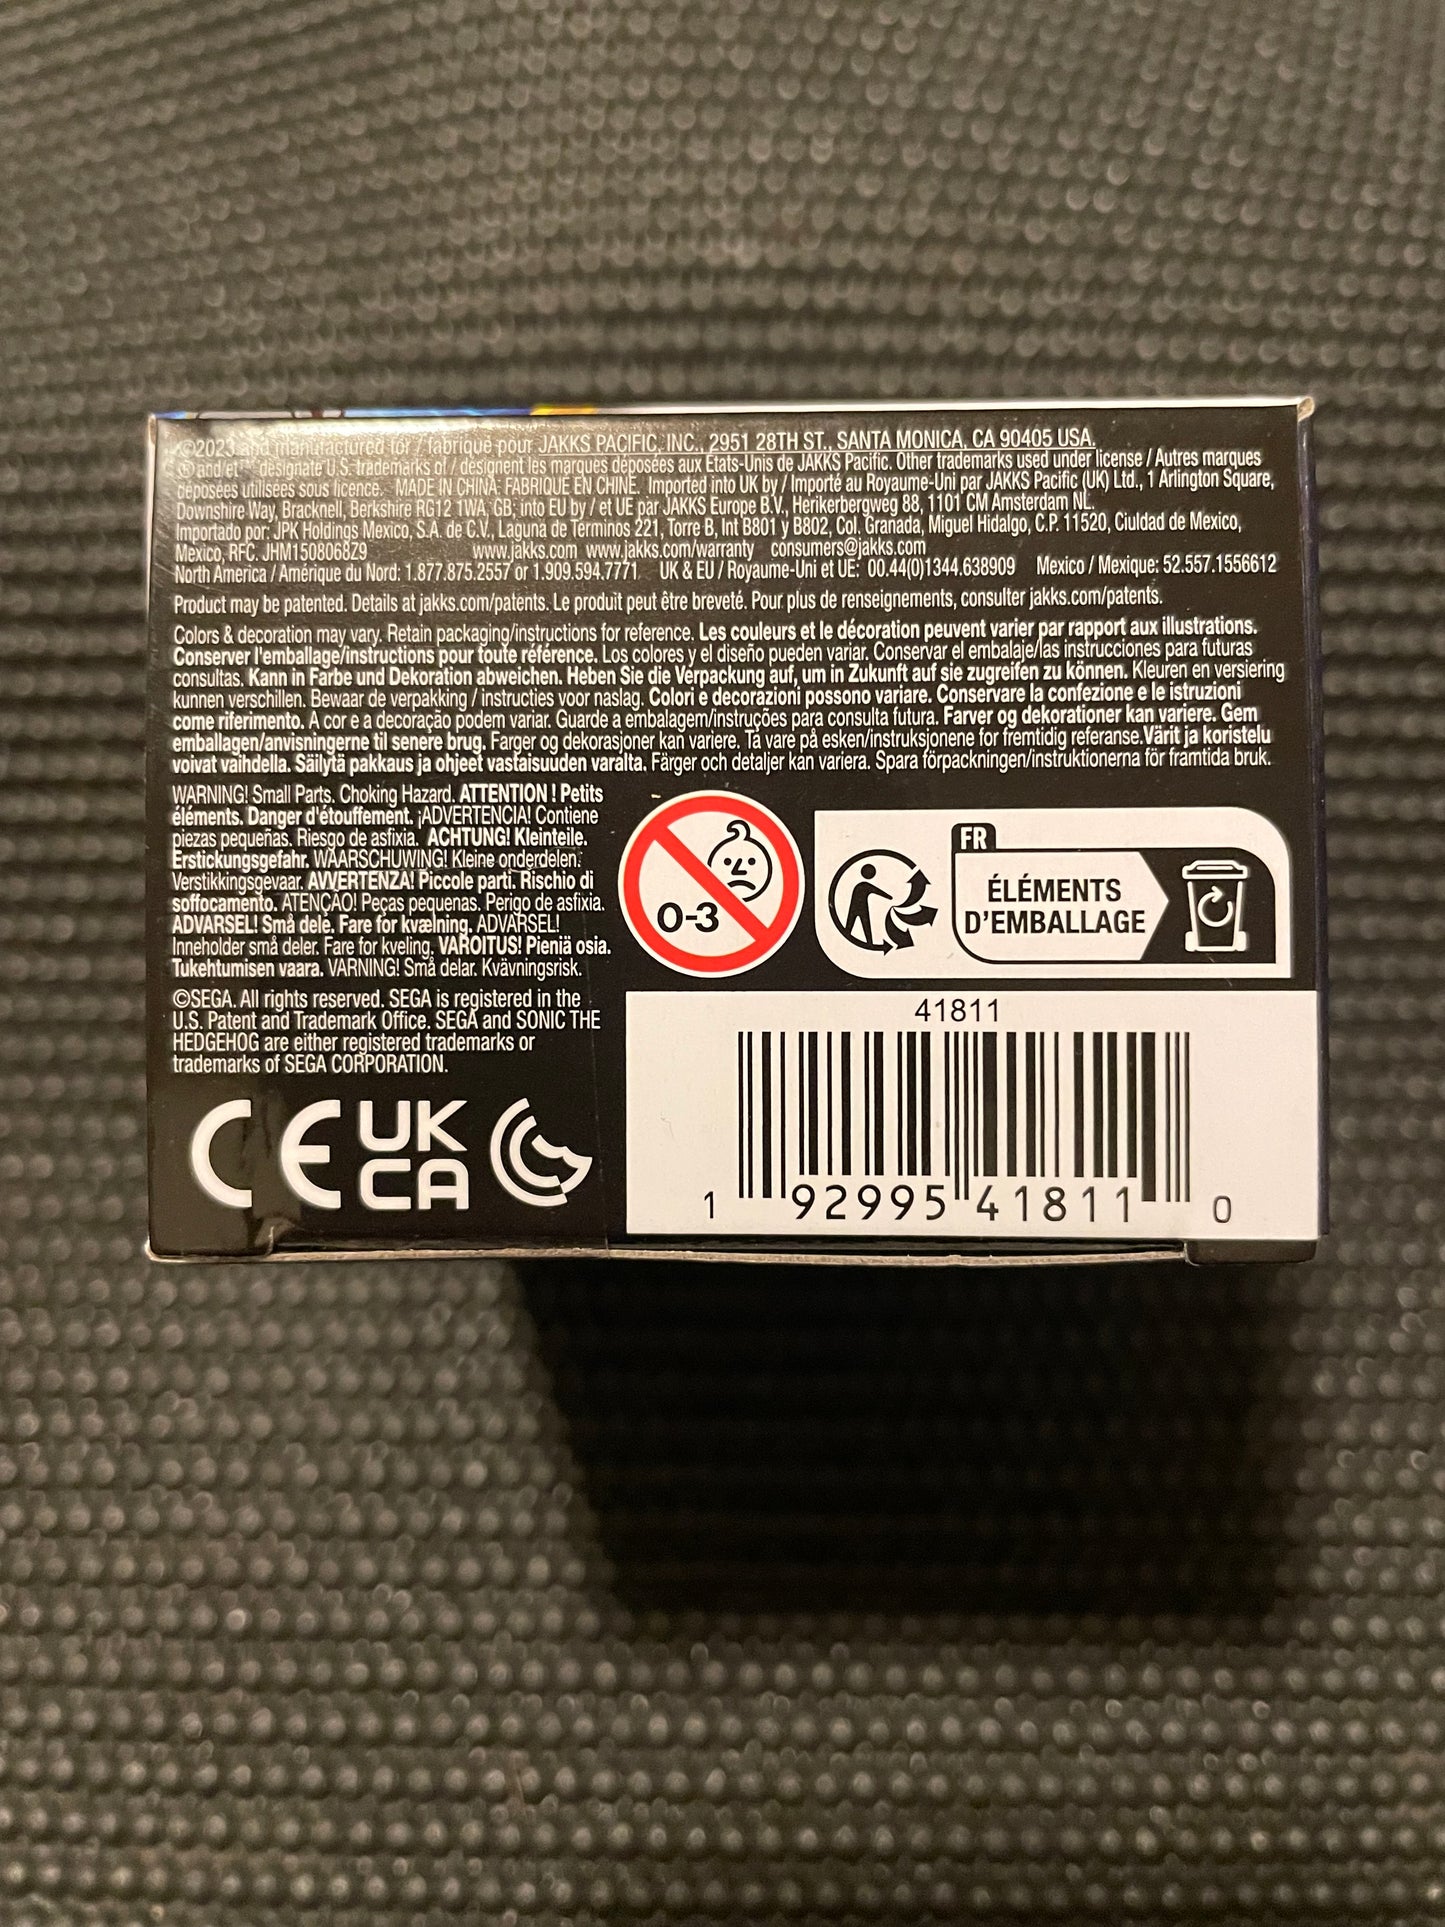 ©2023 and manufactured for / fabriqué pour JAKKS PACIFIC, INC., 2951 28TH ST., SANTA MONICA, CA 90405 USA.
® and/et ™ designate U.S. trademarks of / désignent les marques déposées aux États-Unis de JAKKS Pacific. Other trademarks used under license / Autres marques
déposées utilisées sous licence. MADE IN CHINA. FABRIQUÉ EN CHINE. Imported into UK by / Importé au Royaume-Uni par JAKKS Pacific (UK) Ltd., 1 Arlington Square,
Downshire Way, Bracknell, Berkshire RG12 1WA, GB; into EU by / et UE par JAKKS Europe B.V., Herikerbergweg 88, 1101 CM Amsterdam NL.
Importado por: JPK Holdings Mexico, S.A. de C.V., Laguna de Terminos 221, Torre B, Int B801 y B802, Col. Granada, Miguel Hidalgo, C.P. 11520, Ciuldad de Mexico,
Mexico, RFC. JHM1508068Z9 www.jakks.com www.jakks.com/warranty consumers@jakks.com
North America / Amérique du Nord: 1.877.875.2557 or 1.909.594.7771 UK & EU / Royaume-Uni et UE: 00.44(0)1344.638909 Mexico / Mexique: 52.557.1556612
Product may be patented. Details at jakks.com/patents. Le produit peut être breveté. Pour plus de renseignements, consulter jakks.com/patents.
Colors & decoration may vary. Retain packaging/instructions for reference. Les couleurs et le décoration peuvent varier par rapport aux illustrations.
Conserver l'emballage/instructions pour toute référence. Los colores y el diseño pueden variar. Conservar el embalaje/las instrucciones para futuras
consultas. Kann in Farbe und Dekoration abweichen. Heben Sie die Verpackung auf, um in Zukunft auf sie zugreifen zu können. Kleuren en versiering
kunnen verschillen. Bewaar de verpakking / instructies voor naslag. Colori e decorazioni possono variare. Conservare la confezione e le istruzioni
come riferimento. A cor e a decoração podem variar. Guarde a embalagem/instruções para consulta futura. Farver og dekorationer kan variere. Gem
emballagen/anvisningerne til senere brug. Farger og dekorasjoner kan variere. Ta vare på esken/instruksjonene for fremtidig referanse.Värit ja koristelu
voivat vaihdella. Säilytä pakkaus ja ohjeet vastaisuuden varalta. Färger och detaljer kan variera. Spara förpackningen/instruktionerna för framtida bruk.
WARNING! Small Parts. Choking Hazard. ATTENTION ! Petits
éléments. Danger d'étouffement. ¡ADVERTENCIA! Contiene
piezas pequeñas. Riesgo de asfixia. ACHTUNG! Kleinteile.
Erstickungsgefahr. WAARSCHUWING! Kleine onderdelen.
Verstikkingsgevaar. AVVERTENZA! Piccole parti. Rischio di
soffocamento. ATENÇÃO! Peças pequenas. Perigo de asfixia.
ADVARSEL! Små dele. Fare for kvælning. ADVARSEL!
Inneholder små deler. Fare for kveling. VAROITUS! Pieniä osia.
Tukehtumisen vaara. VARNING! Små delar. Kvävningsrisk.
©SEGA. All rights reserved. SEGA is registered in the
U.S. Patent and Trademark Office. SEGA and SONIC THE
HEDGEHOG are either registered trademarks or
trademarks of SEGA CORPORATION.
CE UK
CA
0-3
FR
ÉLÉMENTS
D'EMBALLAGE
41811
1 92995 41811 0